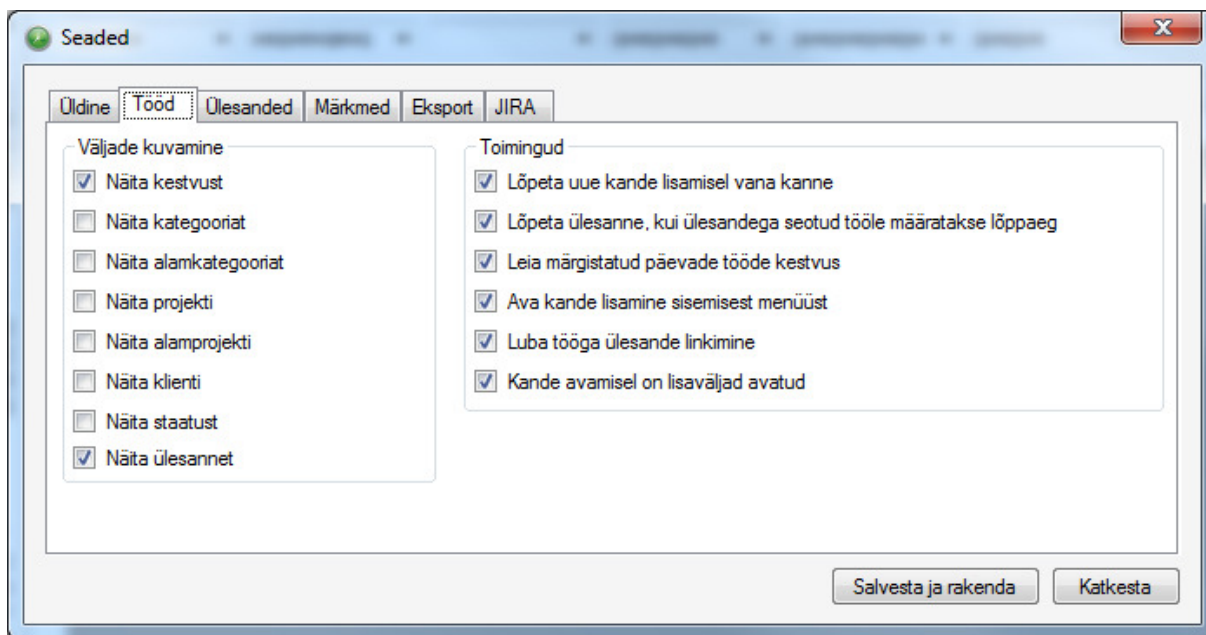 Seaded
Üldine Tööd Ülesanded Märkmed Eksport JIRA
Väljade kuvamine
Näita kestvust
Näita kategooriat
Näita alamkategooriat
Näita projekti
Näita alamprojekti
Näita klienti
Näita staatust
Näita ülesannet
Toimingud
Lõpeta uue kande lisamisel vana kanne
Lõpeta ülesanne, kui ülesandega seotud tööle määratakse lõppaeg
Leia märgistatud päevade tööde kestvus
Ava kande lisamine sisemisest menüüst
Luba tööga ülesande linkimine
Kande avamisel on lisaväljad avatud
Salvesta ja rakenda Katkesta